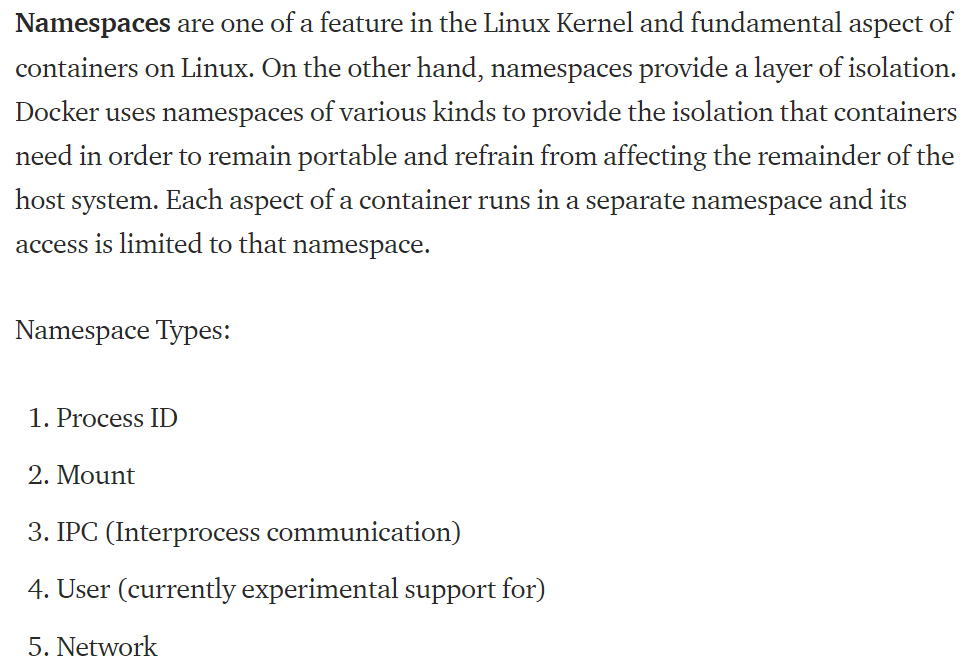 Namespaces are one of a feature in the Linux Kernel and fundamental aspect of
containers on Linux. On the other hand, namespaces provide a layer of isolation.
Docker uses namespaces of various kinds to provide the isolation that containers
need in order to remain portable and refrain from affecting the remainder of the
host system. Each aspect of a container runs in a separate namespace and its
access is limited to that namespace.
Namespace Types:
1. Process ID
2. Mount
3. IPC (Interprocess communication)
4. User (currently experimental support for)
5. Network